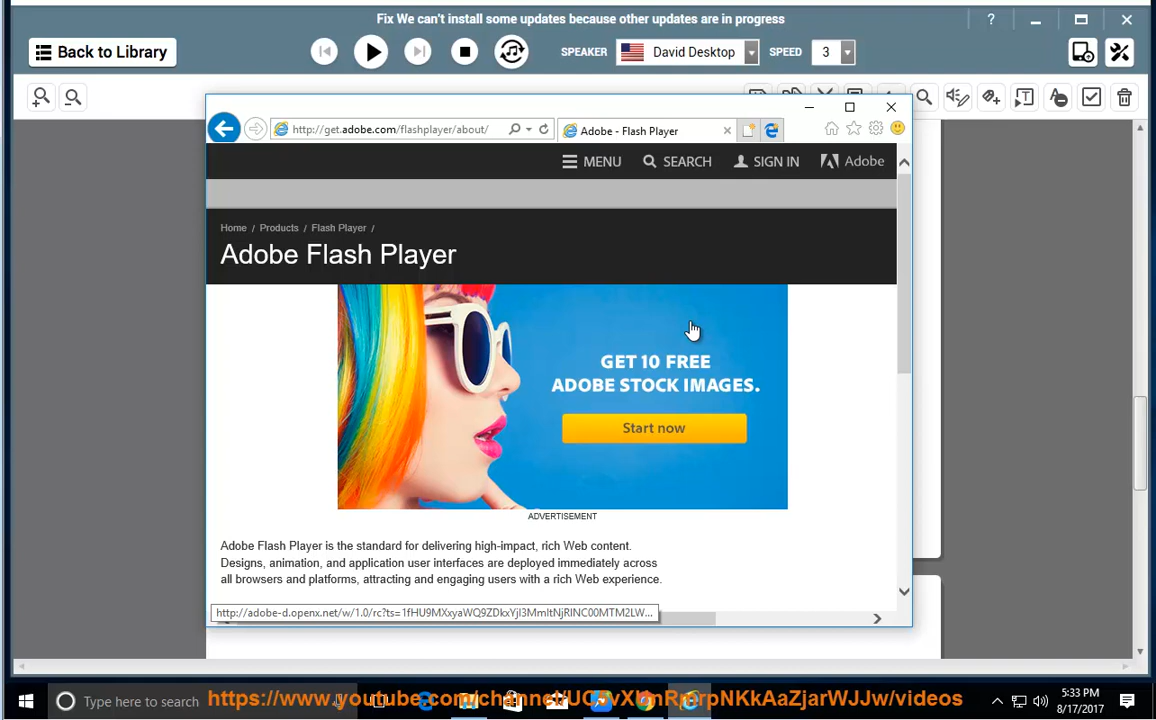 Fix We can't install some updates because other updates are in progress
Back to Library
SPEAKER
David Desktop
SPEED
3
http://get.adobe.com/flashplayer/about/
Adobe - Flash Player
MENU
SEARCH
SIGN IN
Adobe
Home / Products / Flash Player /
Adobe Flash Player
GET 10 FREE
ADOBE STOCK IMAGES.
Start now
ADVERTISEMENT
Adobe Flash Player is the standard for delivering high-impact, rich Web content.
Designs, animation, and application user interfaces are deployed immediately across
all browsers and platforms, attracting and engaging users with a rich Web experience.
Type here to search
5:33 PM
8/17/2017